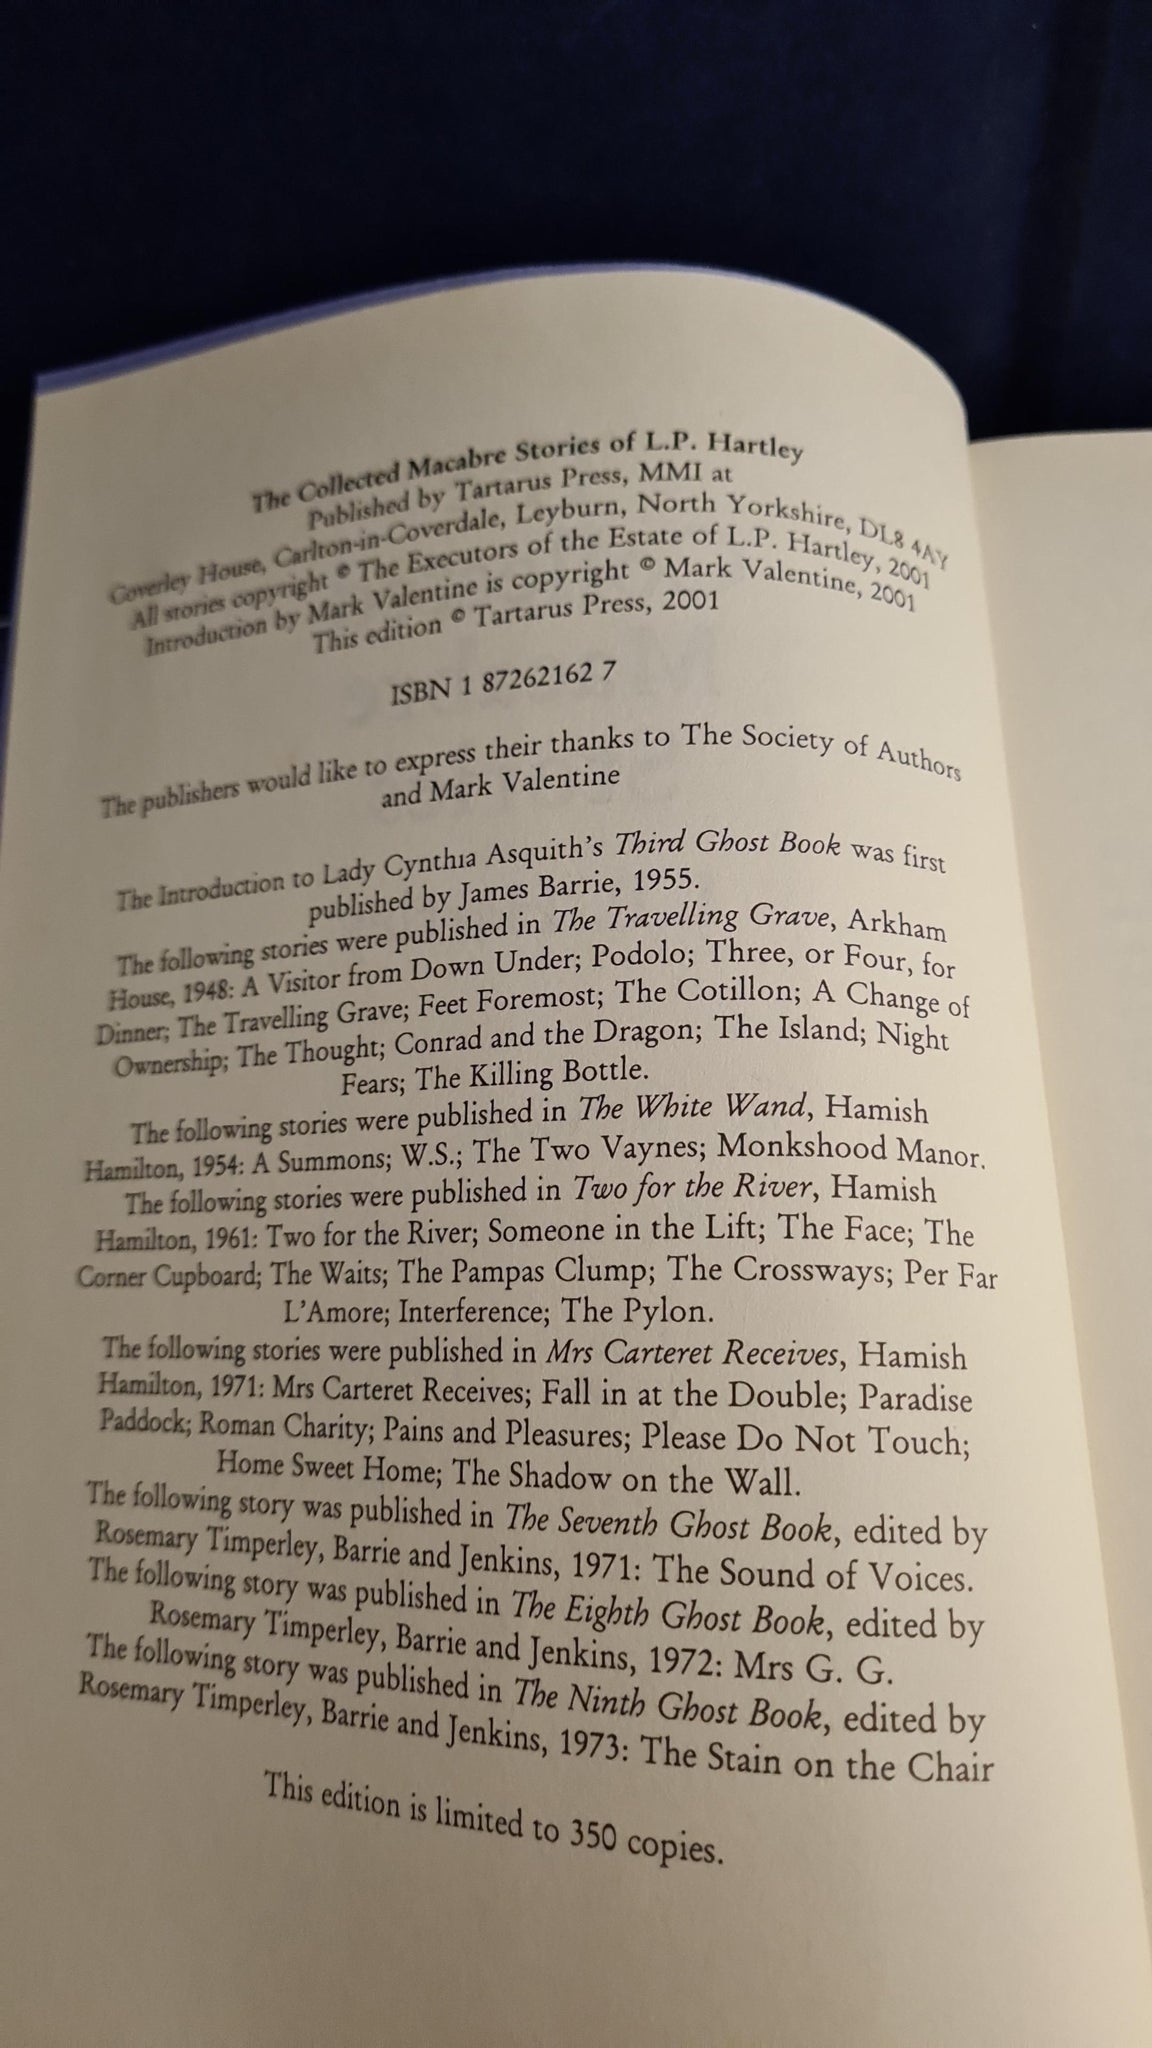 The Collected Macabre Stories of L.P. Hartley
Published by Tartarus Press, MMI at
Coverley House, Carlton-in-Coverdale, Leyburn, North Yorkshire, DL8 4AY
All stories copyright © The Executors of the Estate of L.P. Hartley, 2001
Introduction by Mark Valentine is copyright © Mark Valentine, 2001
This edition © Tartarus Press, 2001
ISBN 1 87262162 7
The publishers would like to express their thanks to The Society of Authors
and Mark Valentine
The Introduction to Lady Cynthia Asquith's Third Ghost Book was first
published by James Barrie, 1955.
The following stories were published in The Travelling Grave, Arkham
House, 1948: A Visitor from Down Under; Podolo; Three, or Four, for
Dinner; The Travelling Grave; Feet Foremost; The Cotillon; A Change of
Ownership; The Thought; Conrad and the Dragon; The Island; Night
Fears; The Killing Bottle.
The following stories were published in The White Wand, Hamish
Hamilton, 1954: A Summons; W.S.; The Two Vaynes; Monkshood Manor.
The following stories were published in Two for the River, Hamish
Hamilton, 1961: Two for the River; Someone in the Lift; The Face; The
Corner Cupboard; The Waits; The Pampas Clump; The Crossways; Per Far
L'Amore; Interference; The Pylon.
The following stories were published in Mrs Carteret Receives, Hamish
Hamilton, 1971: Mrs Carteret Receives; Fall in at the Double; Paradise
Paddock; Roman Charity; Pains and Pleasures; Please Do Not Touch;
Home Sweet Home; The Shadow on the Wall.
The following story was published in The Seventh Ghost Book, edited by
Rosemary Timperley, Barrie and Jenkins, 1971: The Sound of Voices.
The following story was published in The Eighth Ghost Book, edited by
Rosemary Timperley, Barrie and Jenkins, 1972: Mrs G. G.
The following story was published in The Ninth Ghost Book, edited by
Rosemary Timperley, Barrie and Jenkins, 1973: The Stain on the Chair
This edition is limited to 350 copies.